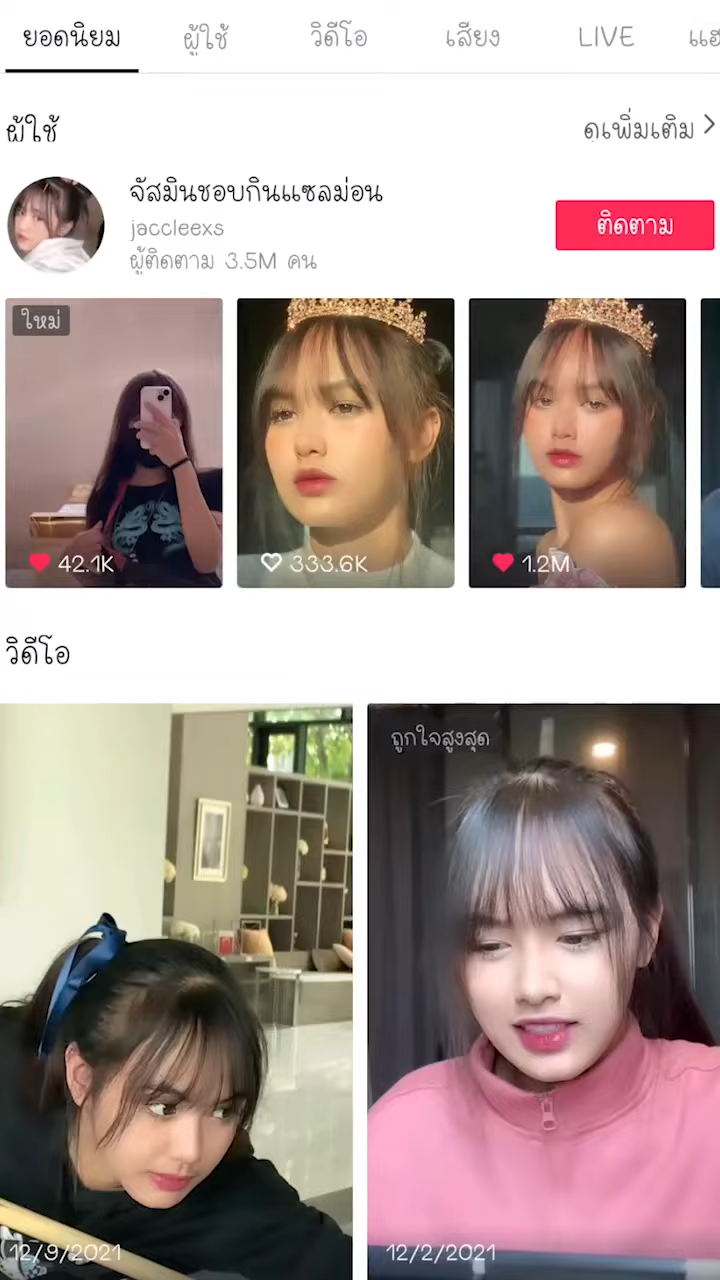 ยอดนิยม ผู้ใช้ วิดีโอ เสียง LIVE
ผู้ใช้ ดูเพิ่มเติม
จัสมินชอบกินแซลม่อน
jaccleexs
ติดตาม
ผู้ติดตาม 3.5M คน
ใหม่
42.1K 333.6K 1.2M
วิดีโอ
ถูกใจสูงสุด
12/9/2021 12/2/2021